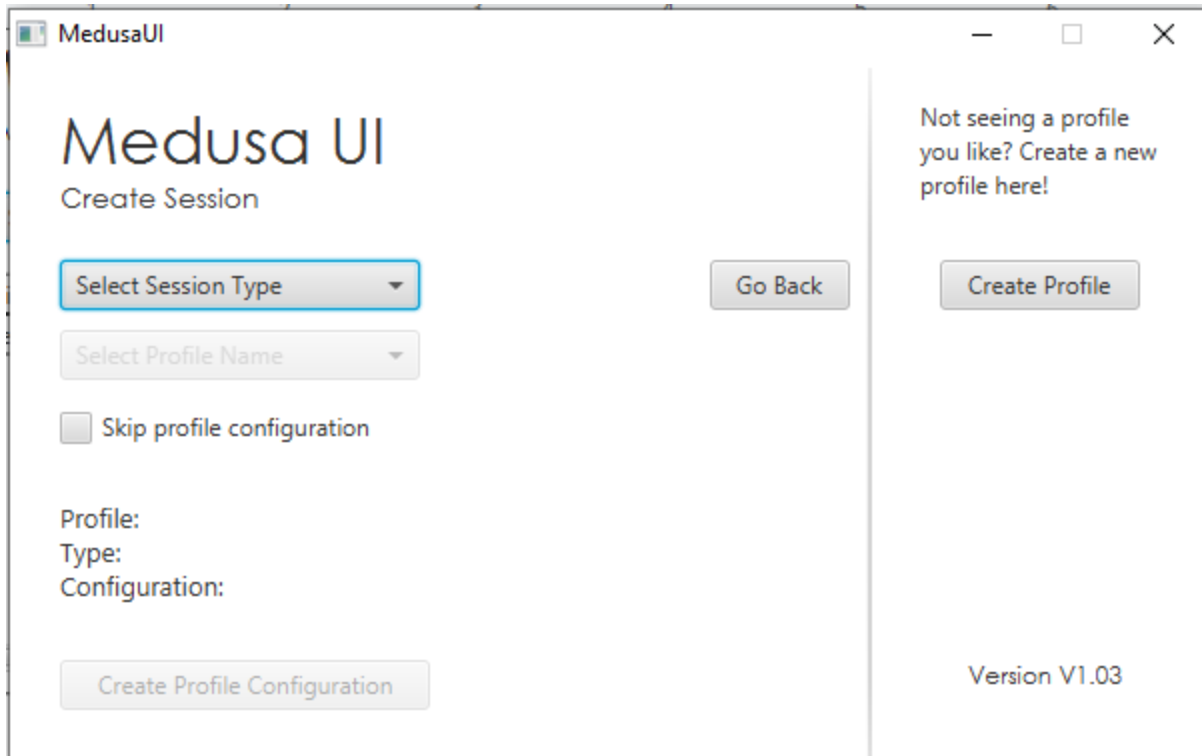 MedusaUI
Medusa UI
Create Session
Select Session Type
Go Back
Select Profile Name
Skip profile configuration
Profile:
Type:
Configuration:
Create Profile Configuration
Not seeing a profile
you like? Create a new
profile here!
Create Profile
Version V1.03